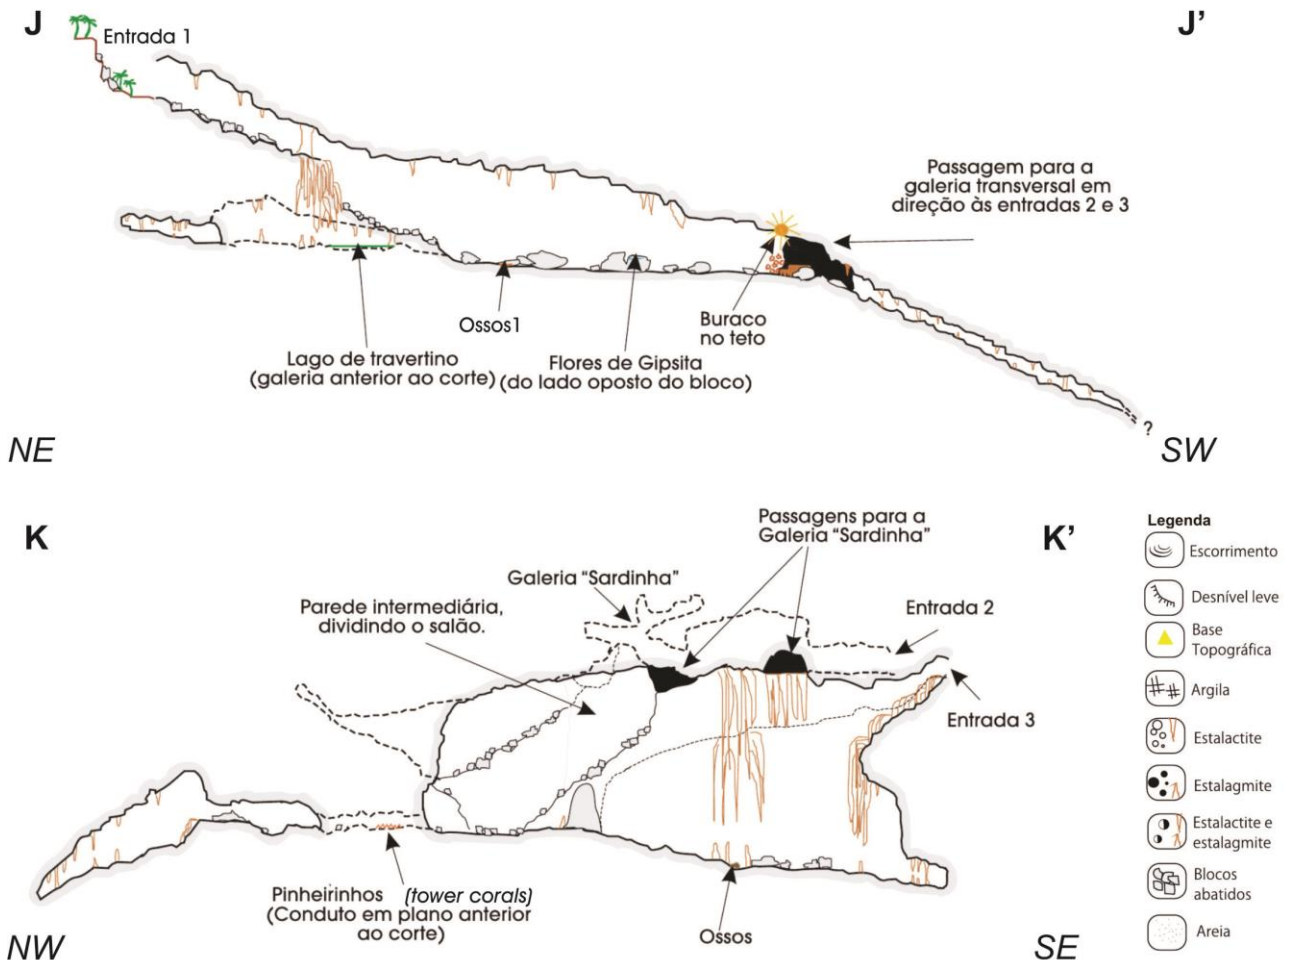 J
J'
Entrada 1
Passagem para a
galeria transversal em
direção às entradas 2 e 3
Ossos1
Buraco
no teto
Lago de travertino
(galeria anterior ao corte)
Flores de Gipsita
(do lado oposto do bloco)
?
NE
SW
K
K'
Passagens para a
Galeria "Sardinha"
Galeria "Sardinha"
Parede intermediária,
dividindo o salão.
Entrada 2
Entrada 3
Pinheirinhos (tower corals)
(Conduto em plano anterior
ao corte)
Ossos
NW
SE
Legenda
Escorrimento
Desnível leve
Base
Topográfica
Argila
Estalactite
Estalagmite
Estalactite e
estalagmite
Blocos
abatidos
Areia